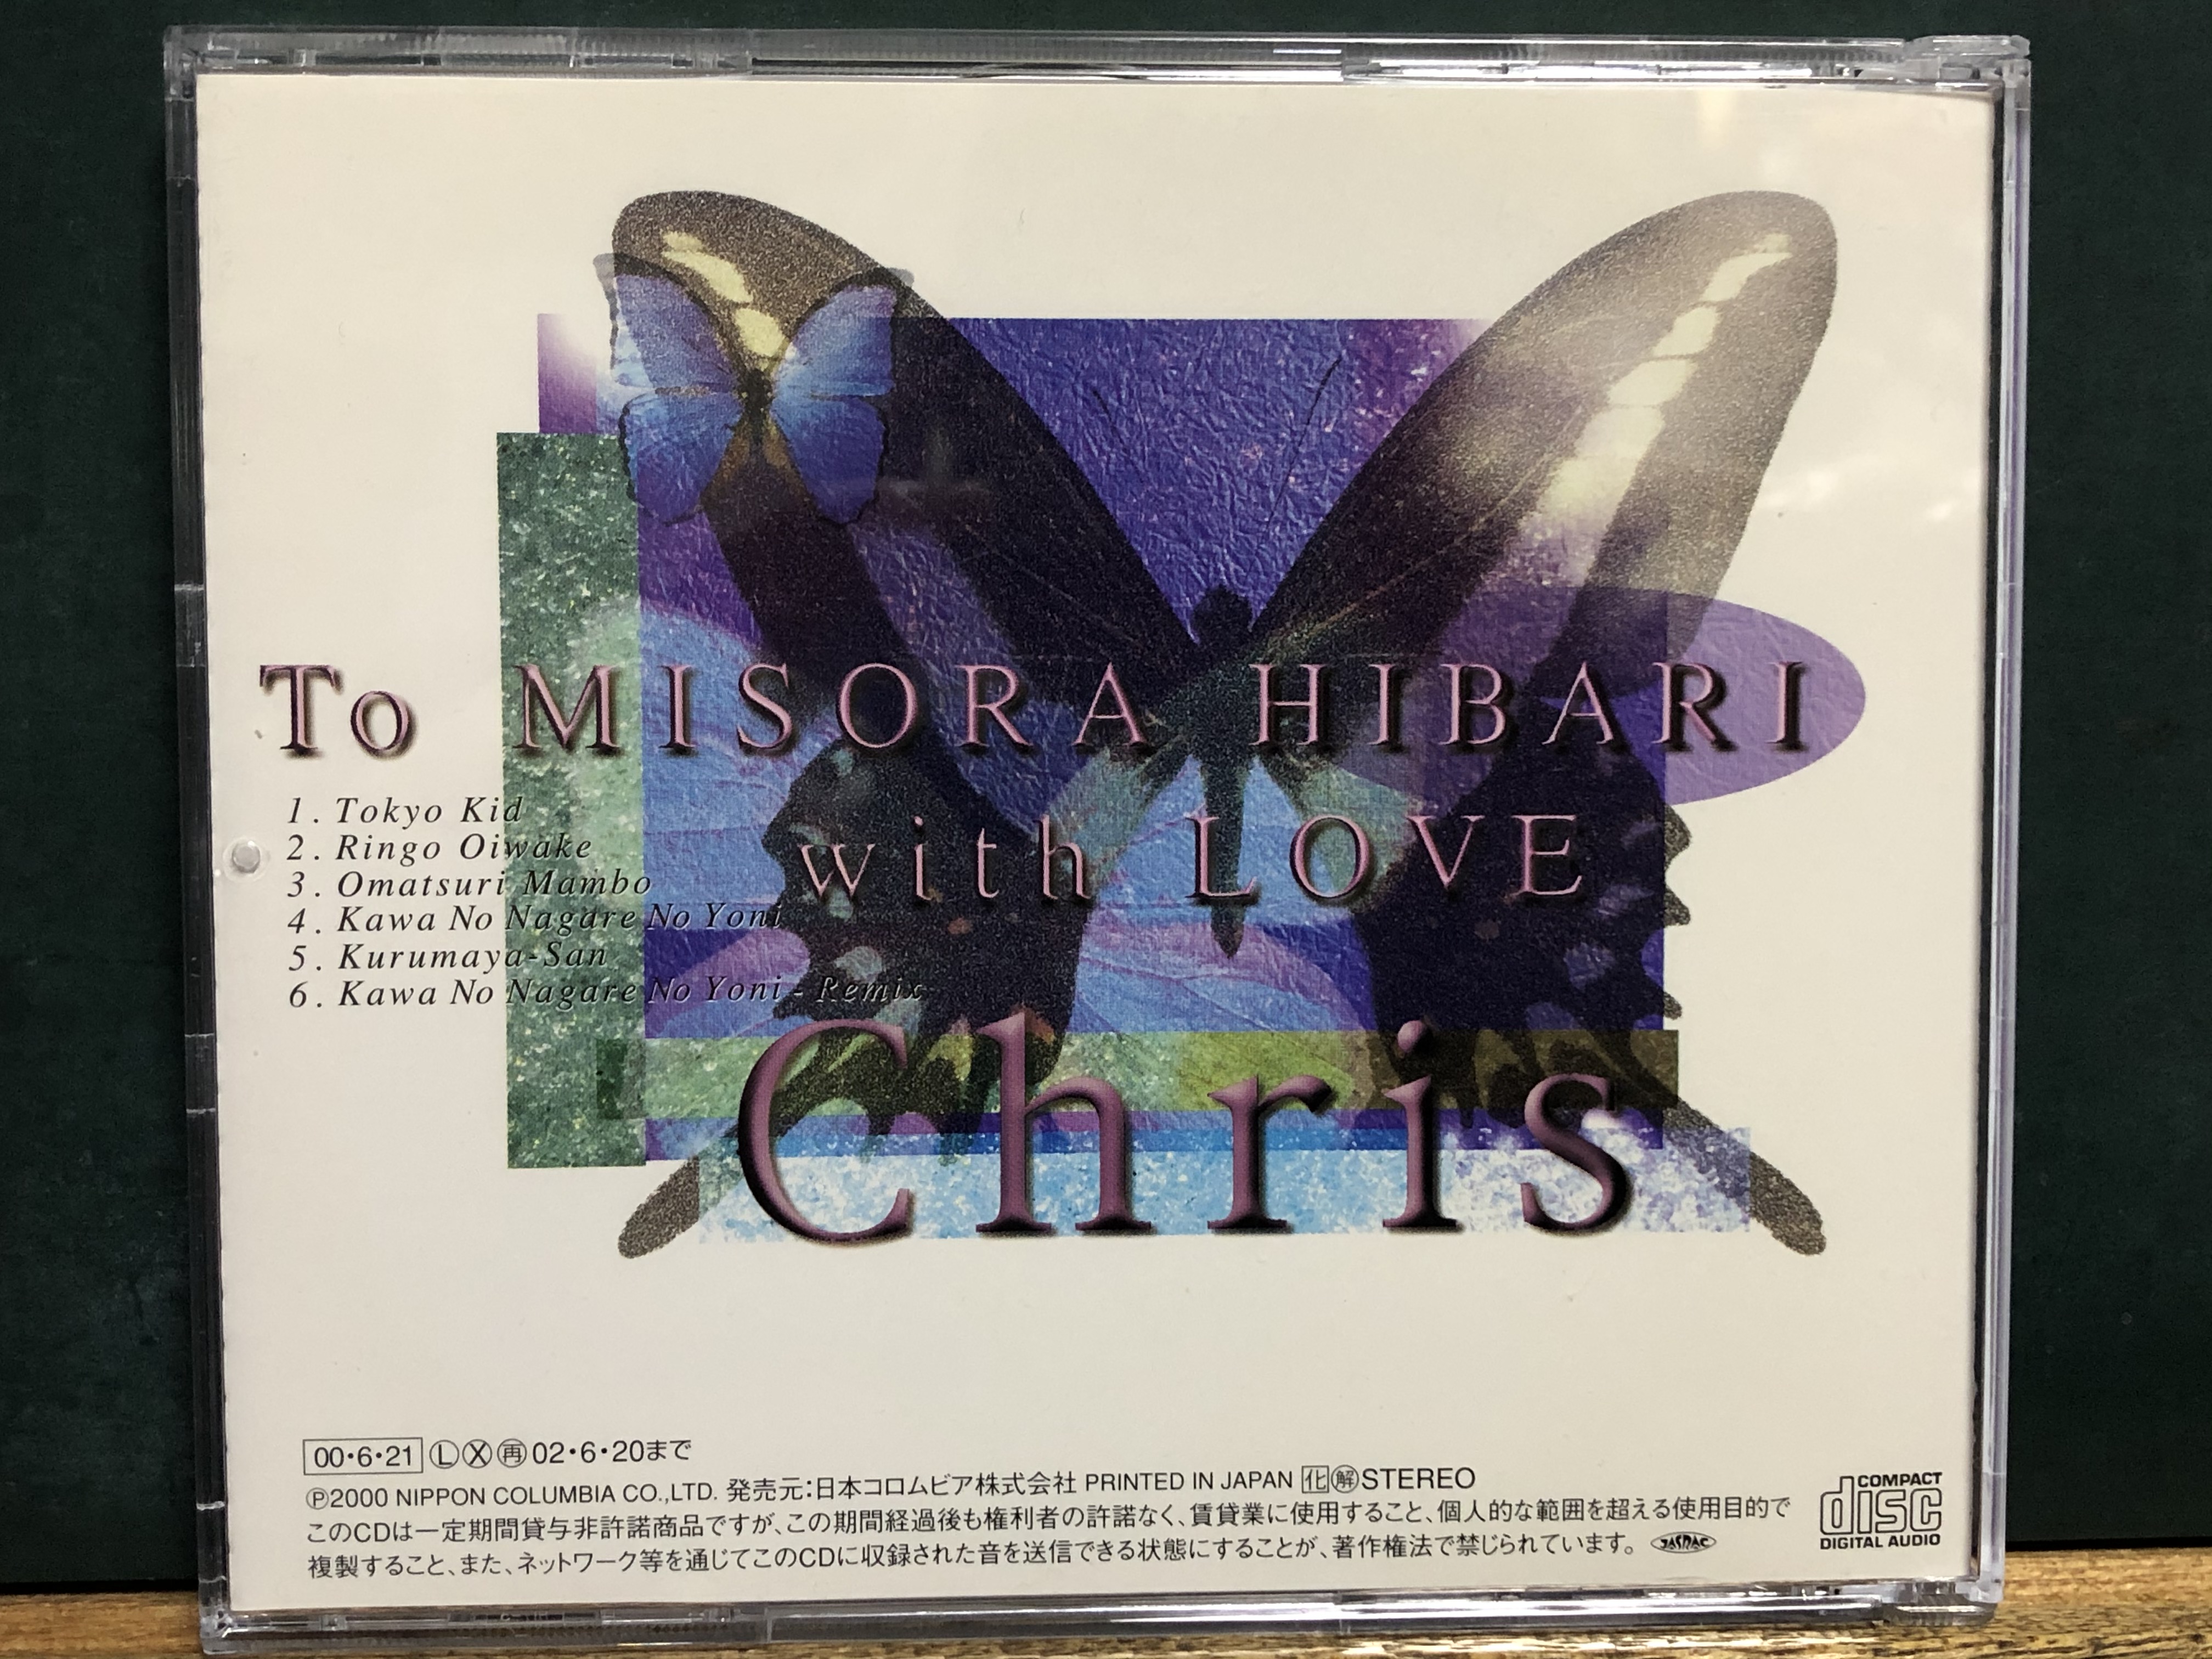 To MISORA HIBARI
with LOVE
1. Tokyo Kid
2. Ringo Oiwake
3. Omatsuri Mambo
4. Kawa No Nagare No Yoni
5. Kurumaya-San
6. Kawa No Nagare No Yoni - Remix
Chris
00・6・21 Ⓛ Ⓧ ㊢ 02・6・20まで
Ⓟ2000 NIPPON COLUMBIA CO.,LTD. 発売元:日本コロムビア株式会社 PRINTED IN JAPAN 化 解 STEREO
このCDは一定期間貸与非許諾商品ですが、この期間経過後も権利者の許諾なく、賃貸業に使用すること、個人的な範囲を超える使用目的で
複製すること、また、ネットワーク等を通じてこのCDに収録された音を送信できる状態にすることが、著作権法で禁じられています。 JASRAC
COMPACT
disc
DIGITAL AUDIO